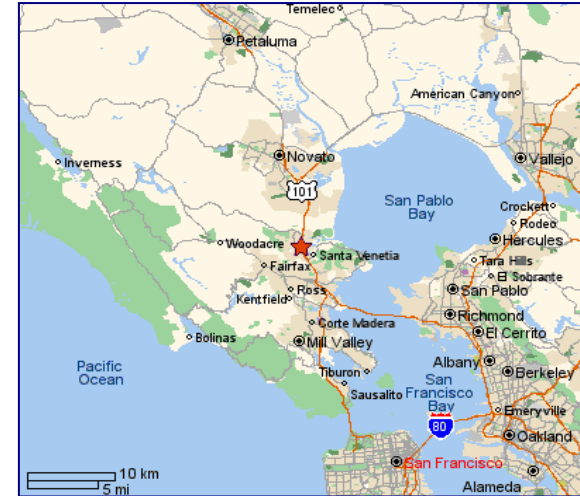 Temelec
Petaluma
American Canyon
Novato
Vallejo
Inverness
101
San Pablo
Bay
Crockett
Rodeo
Hercules
Woodacre
Santa Venetia
Tara Hills
Fairfax
El Sobrante
San Pablo
Ross
Kentfield
Richmond
Corte Madera
El Cerrito
Bolinas
Mill Valley
Albany
Pacific
Ocean
Tiburon
Berkeley
San
Francisco
Bay
Sausalito
Emeryville
80
Oakland
San Francisco
10 km
5 mi
Alameda